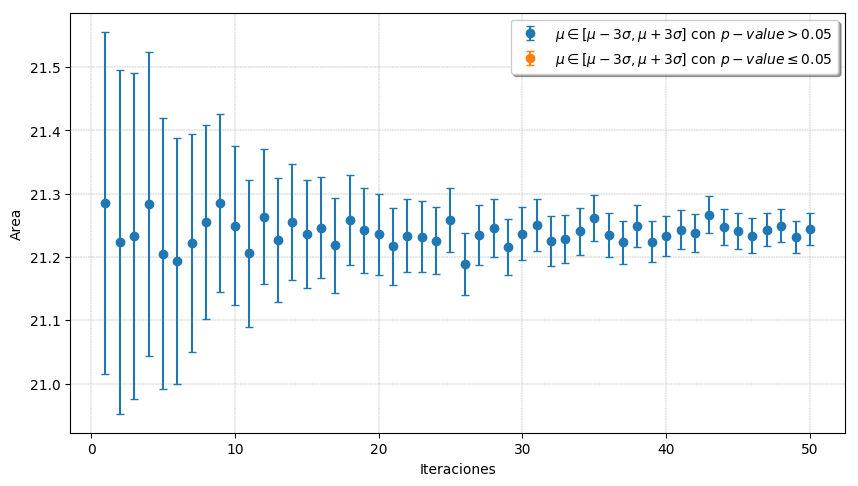 μ ∈ [μ − 3σ, μ + 3σ] con p − value > 0.05
μ ∈ [μ − 3σ, μ + 3σ] con p − value ≤ 0.05
21.5
21.4
21.3
21.2
21.1
21.0
Area
0 10 20 30 40 50
Iteraciones